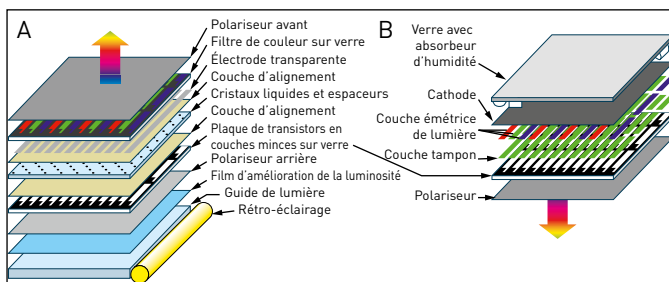 A
Polariseur avant
Filtre de couleur sur verre
Électrode transparente
Couche d'alignement
Cristaux liquides et espaceurs
Couche d'alignement
Plaque de transistors en
couches minces sur verre
Polariseur arrière
Film d'amélioration de la luminosité
Guide de lumière
Rétro-éclairage
B
Verre avec
absorbeur
d'humidité
Cathode
Couche émétrice
de lumière
Couche tampon
Polariseur